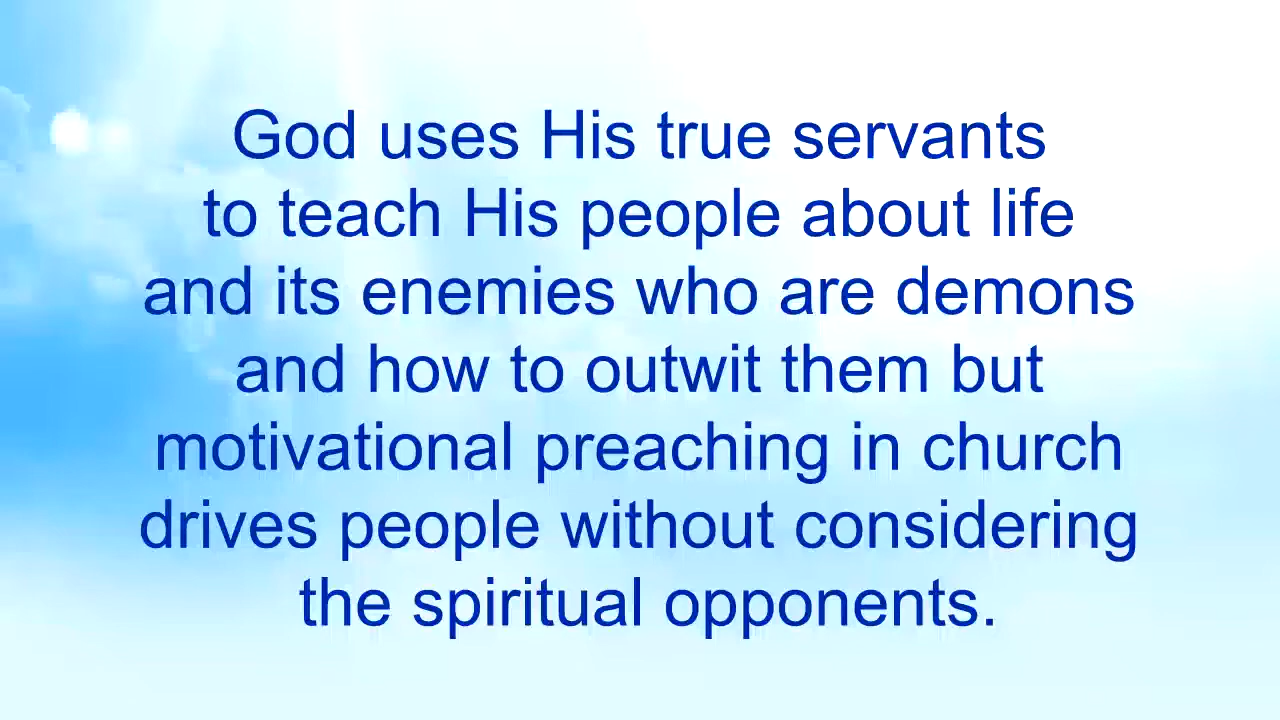 God uses His true servants
to teach His people about life
and its enemies who are demons
and how to outwit them but
motivational preaching in church
drives people without considering
the spiritual opponents.